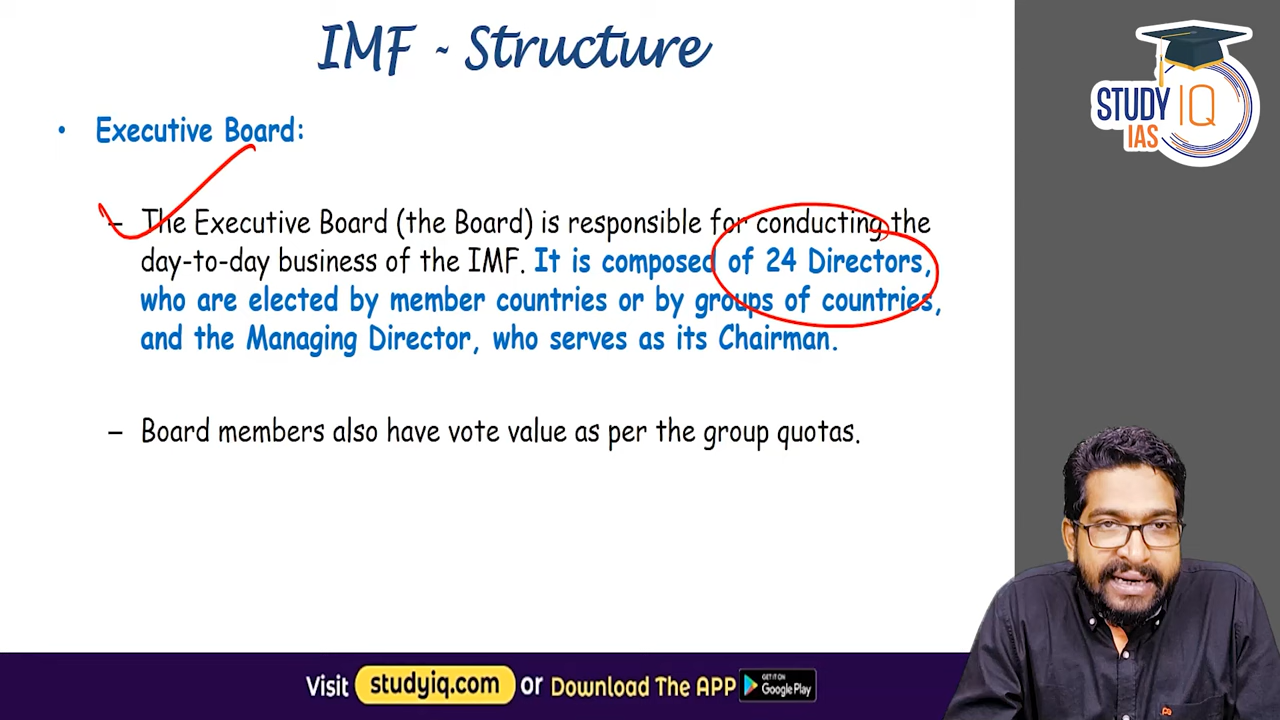 IMF - Structure
STUDY IQ
IAS
• Executive Board:
– The Executive Board (the Board) is responsible for conducting the
day-to-day business of the IMF. It is composed of 24 Directors,
who are elected by member countries or by groups of countries,
and the Managing Director, who serves as its Chairman.
– Board members also have vote value as per the group quotas.
Visit studyiq.com or Download The APP GET IT ON Google Play